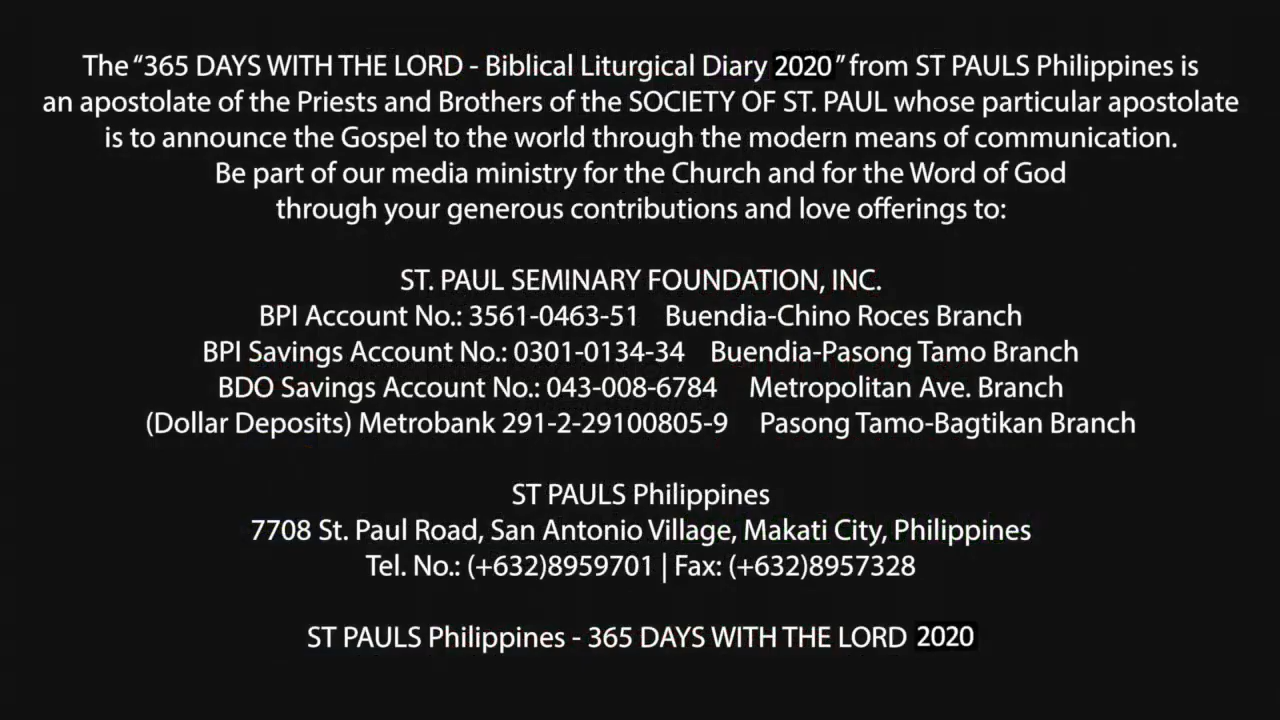 The “365 DAYS WITH THE LORD - Biblical Liturgical Diary 2020” from ST PAULS Philippines is
an apostolate of the Priests and Brothers of the SOCIETY OF ST. PAUL whose particular apostolate
is to announce the Gospel to the world through the modern means of communication.
Be part of our media ministry for the Church and for the Word of God
through your generous contributions and love offerings to:
ST. PAUL SEMINARY FOUNDATION, INC.
BPI Account No.: 3561-0463-51 Buendia-Chino Roces Branch
BPI Savings Account No.: 0301-0134-34 Buendia-Pasong Tamo Branch
BDO Savings Account No.: 043-008-6784 Metropolitan Ave. Branch
(Dollar Deposits) Metrobank 291-2-29100805-9 Pasong Tamo-Bagtikan Branch
ST PAULS Philippines
7708 St. Paul Road, San Antonio Village, Makati City, Philippines
Tel. No.: (+632)8959701 | Fax: (+632)8957328
ST PAULS Philippines - 365 DAYS WITH THE LORD 2020